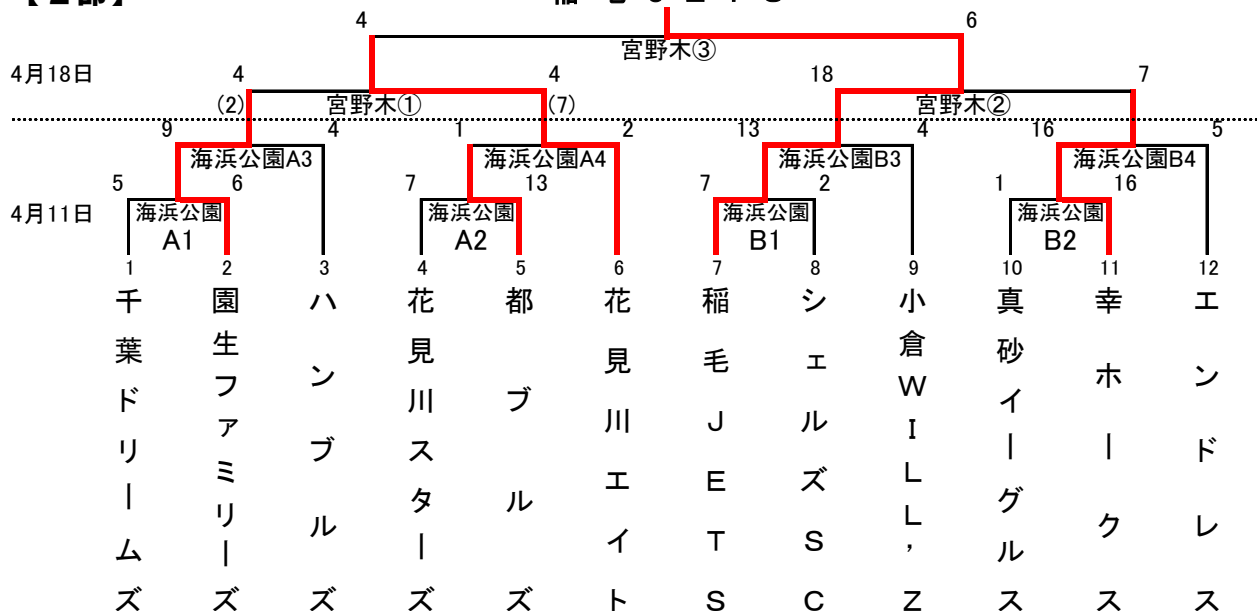 4 6
宮野木③
4月18日 4 4 18 7
(2) 宮野木① (7) 宮野木②
9 4 1 2 13 4 16 5
海浜公園A3 海浜公園A4 海浜公園B3 海浜公園B4
5 6 7 13 7 2 1 16
4月11日 海浜公園 海浜公園 海浜公園 海浜公園
A1 A2 B1 B2
1 2 3 4 5 6 7 8 9 10 11 12
千葉ドリームズ
園生ファミリーズ
ハンブルズ
花見川スターズ
都ブルズ
花見川エイト
稲毛JETS
シェルズSC
小倉WILL’Z
真砂イーグルス
幸ホークス
エンドレス